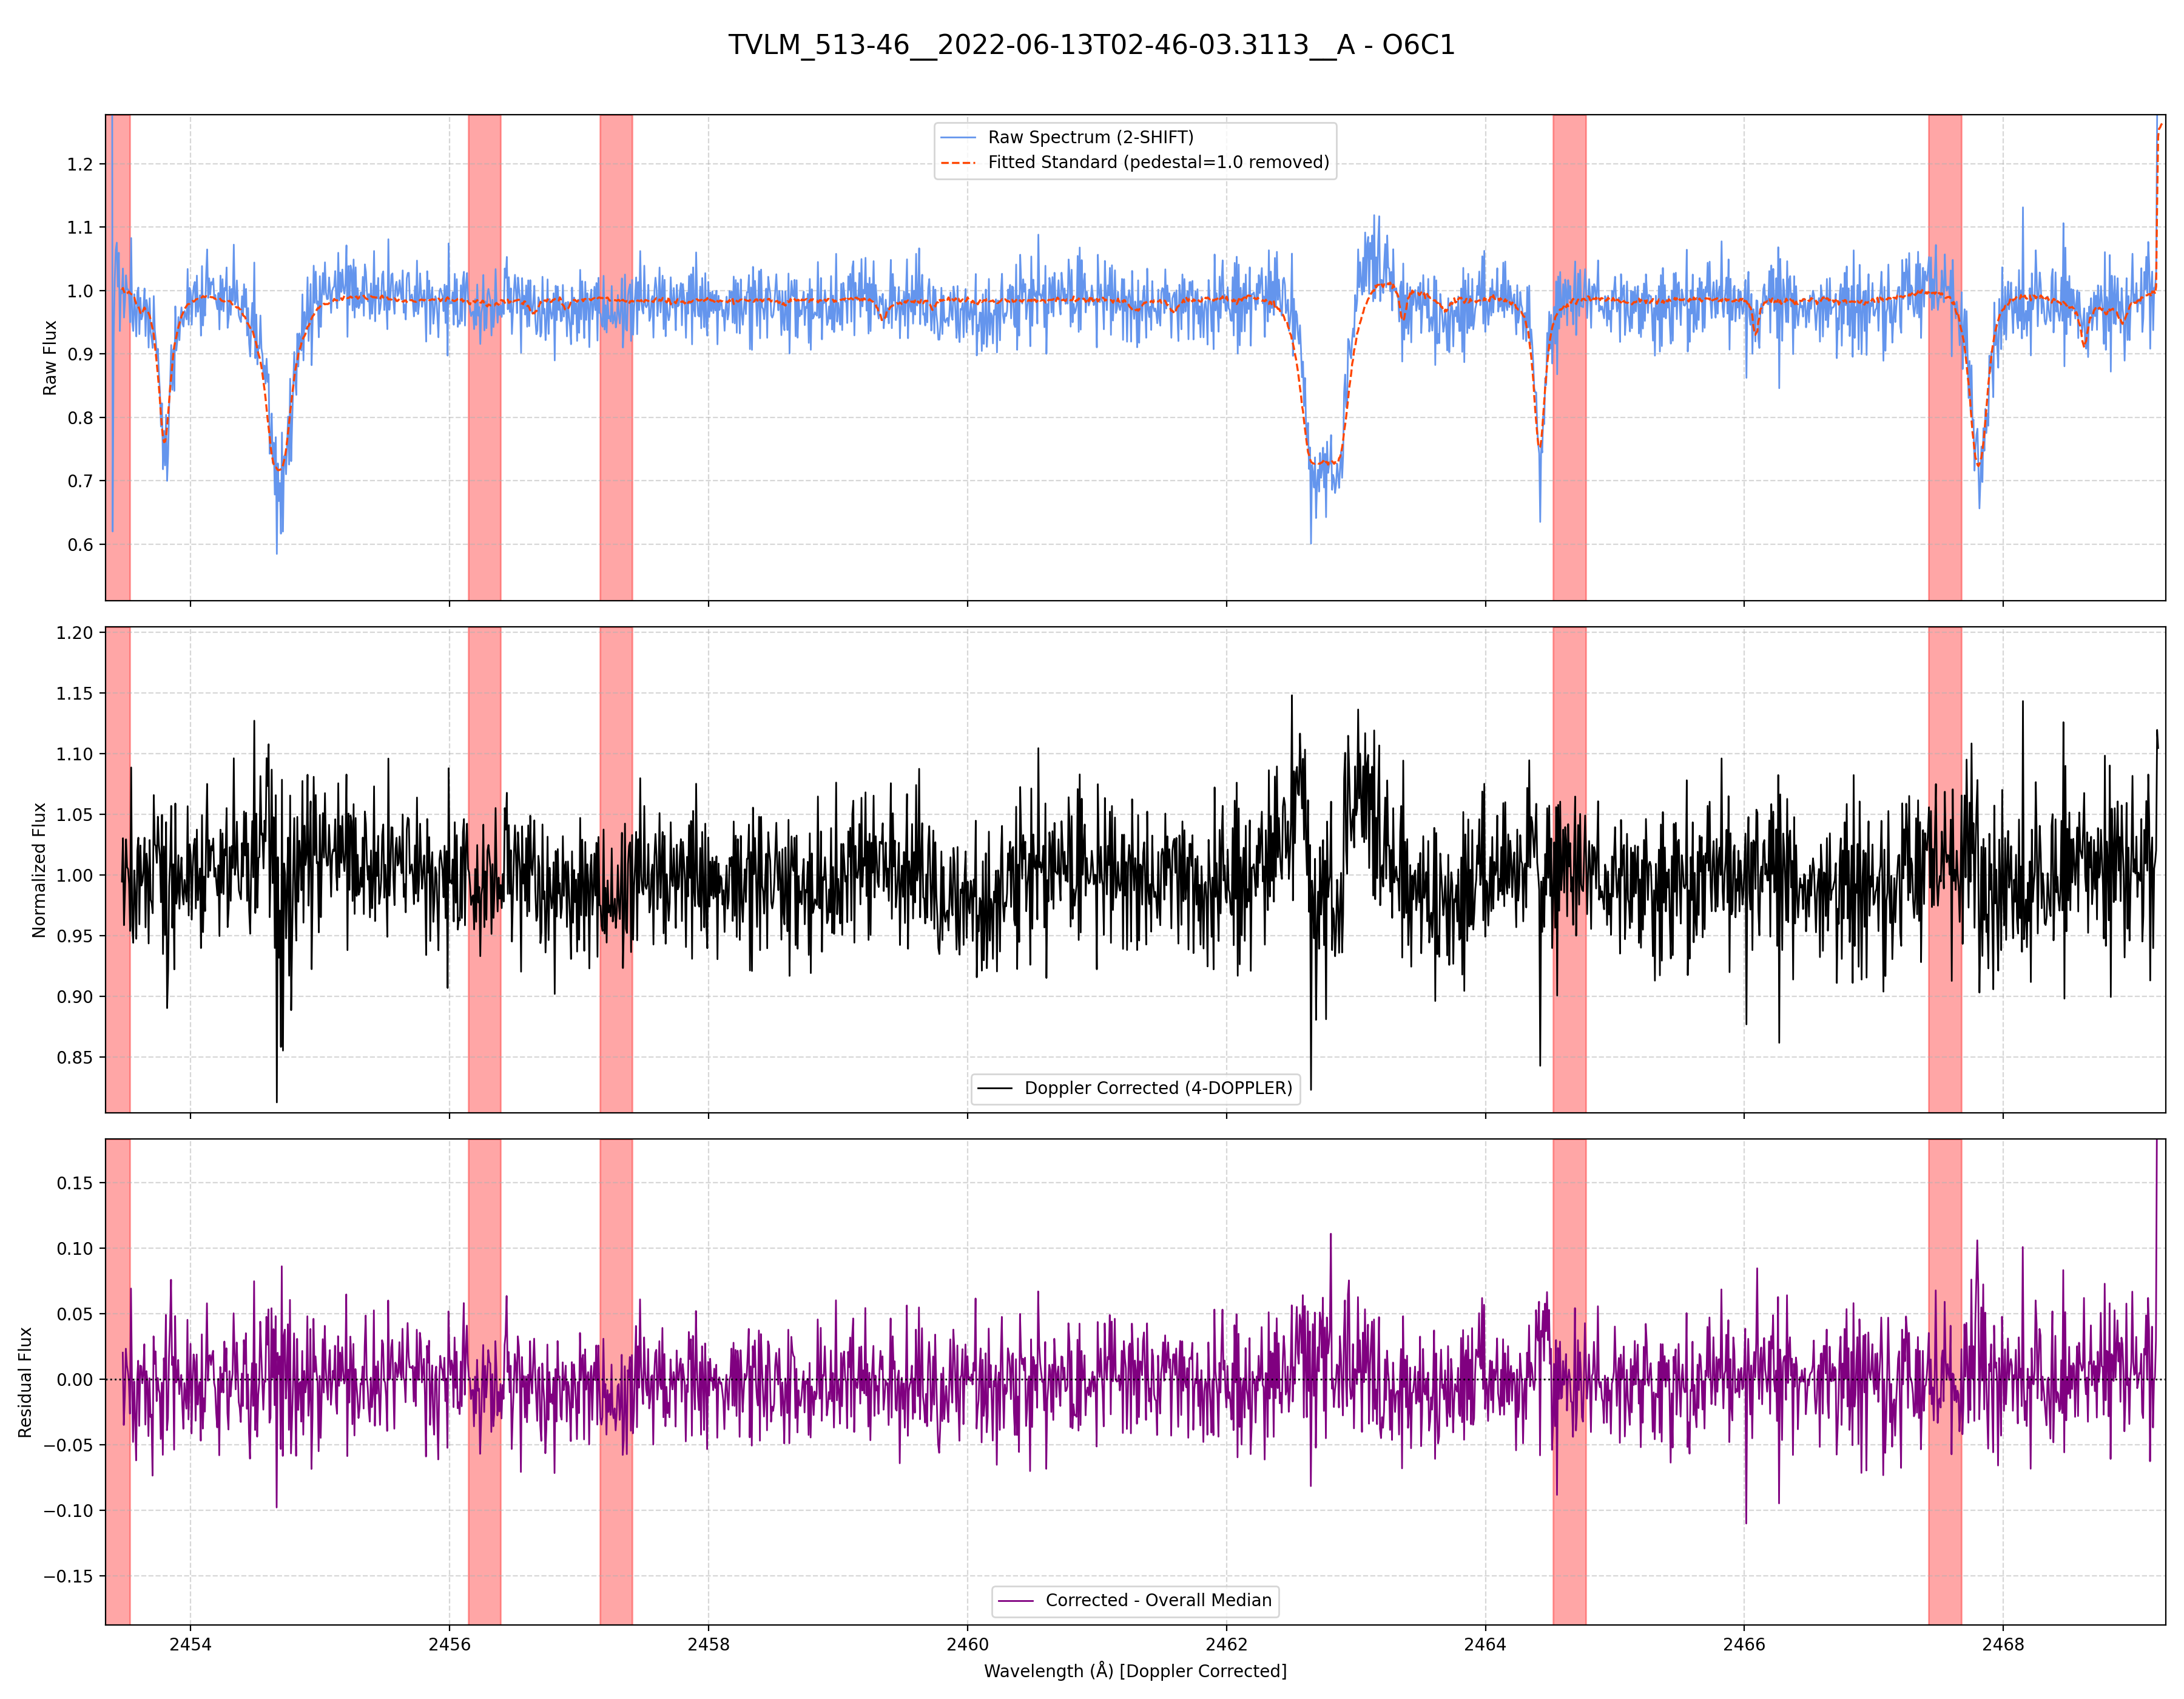 TVLM_513-46__2022-06-13T02-46-03.3113__A - O6C1
Raw Spectrum (2-SHIFT)
Fitted Standard (pedestal=1.0 removed)
Raw Flux
1.2
1.1
1.0
0.9
0.8
0.7
0.6
Normalized Flux
1.20
1.15
1.10
1.05
1.00
0.95
0.90
0.85
Doppler Corrected (4-DOPPLER)
Residual Flux
0.15
0.10
0.05
0.00
−0.05
−0.10
−0.15
Corrected - Overall Median
2454 2456 2458 2460 2462 2464 2466 2468
Wavelength (Å) [Doppler Corrected]